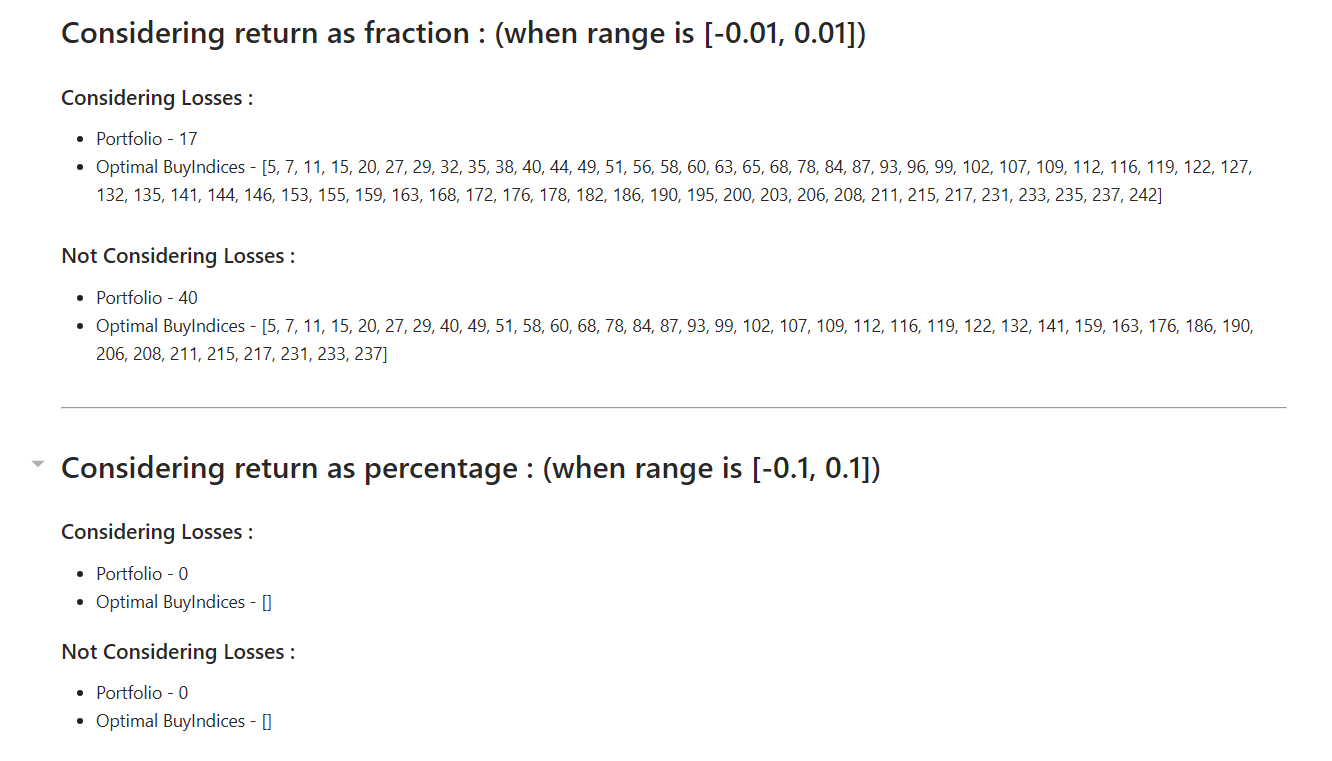 Considering return as fraction : (when range is [-0.01, 0.01])
Considering Losses :
• Portfolio - 17
• Optimal BuyIndices - [5, 7, 11, 15, 20, 27, 29, 32, 35, 38, 40, 44, 49, 51, 56, 58, 60, 63, 65, 68, 78, 84, 87, 93, 96, 99, 102, 107, 109, 112, 116, 119, 122, 127,
132, 135, 141, 144, 146, 153, 155, 159, 163, 168, 172, 176, 178, 182, 186, 190, 195, 200, 203, 206, 208, 211, 215, 217, 231, 233, 235, 237, 242]
Not Considering Losses :
• Portfolio - 40
• Optimal BuyIndices - [5, 7, 11, 15, 20, 27, 29, 40, 49, 51, 58, 60, 68, 78, 84, 87, 93, 99, 102, 107, 109, 112, 116, 119, 122, 132, 141, 159, 163, 176, 186, 190,
206, 208, 211, 215, 217, 231, 233, 237]
Considering return as percentage : (when range is [-0.1, 0.1])
Considering Losses :
• Portfolio - 0
• Optimal BuyIndices - []
Not Considering Losses :
• Portfolio - 0
• Optimal BuyIndices - []